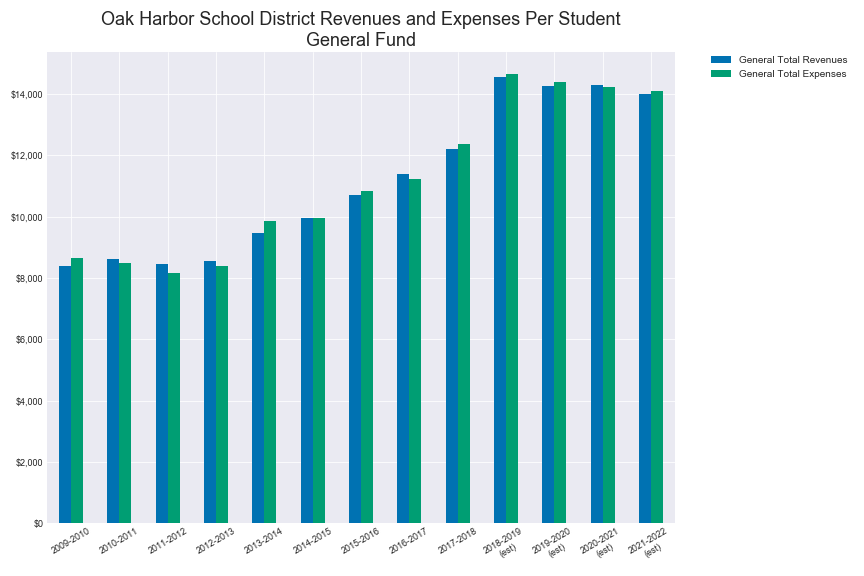 Oak Harbor School District Revenues and Expenses Per Student
General Fund
General Total Revenues
General Total Expenses
$14,000
$12,000
$10,000
$8,000
$6,000
$4,000
$2,000
$0
2009-2010
2010-2011
2011-2012
2012-2013
2013-2014
2014-2015
2015-2016
2016-2017
2017-2018
2018-2019
(est)
2019-2020
(est)
2020-2021
(est)
2021-2022
(est)